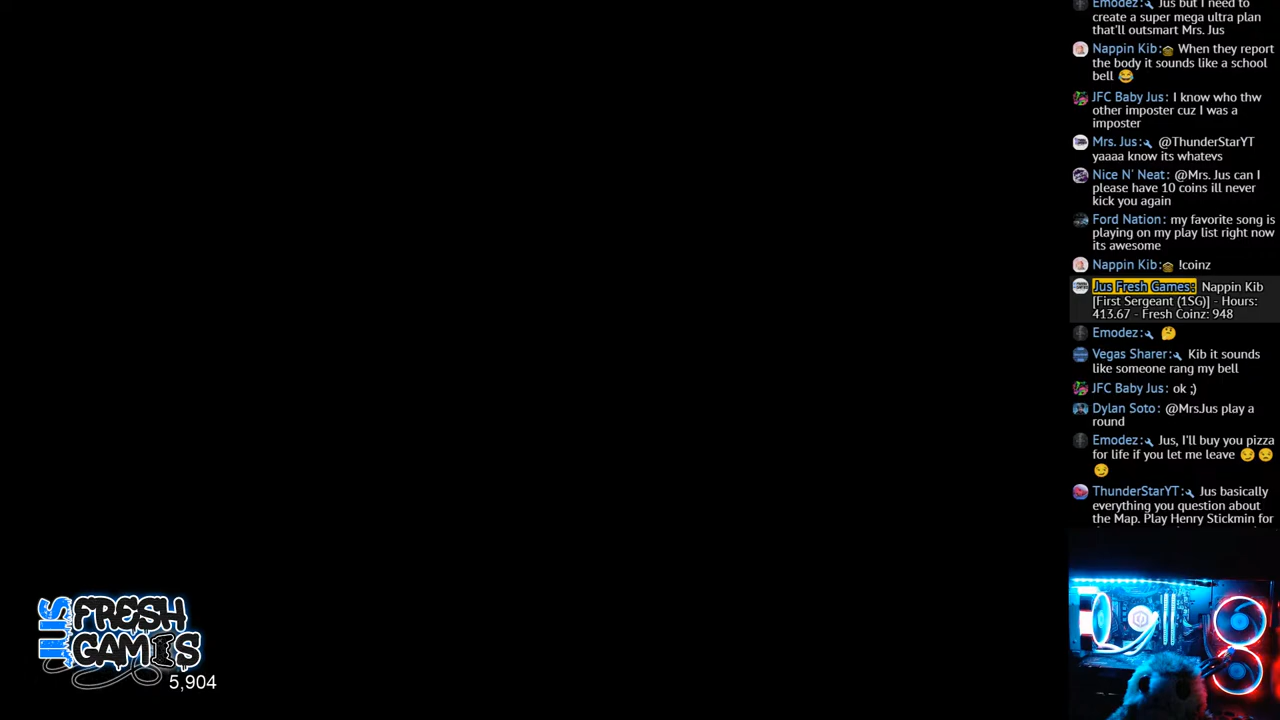 Emodez: Jus but I need to
create a super mega ultra plan
that'll outsmart Mrs. Jus
Nappin Kib: When they report
the body it sounds like a school
bell 😂
JFC Baby Jus: I know who thw
other imposter cuz I was a
imposter
Mrs. Jus: @ThunderStarYT
yaaaa know its whatevs
Nice N' Neat: @Mrs. Jus can I
please have 10 coins ill never
kick you again
Ford Nation: my favorite song is
playing on my play list right now
its awesome
Nappin Kib: !coinz
Jus Fresh Games: Nappin Kib
[First Sergeant (1SG)] - Hours:
413.67 - Fresh Coinz: 948
Emodez: 🤔
Vegas Sharer: Kib it sounds
like someone rang my bell
JFC Baby Jus: ok ;)
Dylan Soto: @MrsJus play a
round
Emodez: Jus, I'll buy you pizza
for life if you let me leave 😏😣
😏
ThunderStarYT: Jus basically
everything you question about
the Map. Play Henry Stickmin for
JUS FRESH
GAMES
5,904